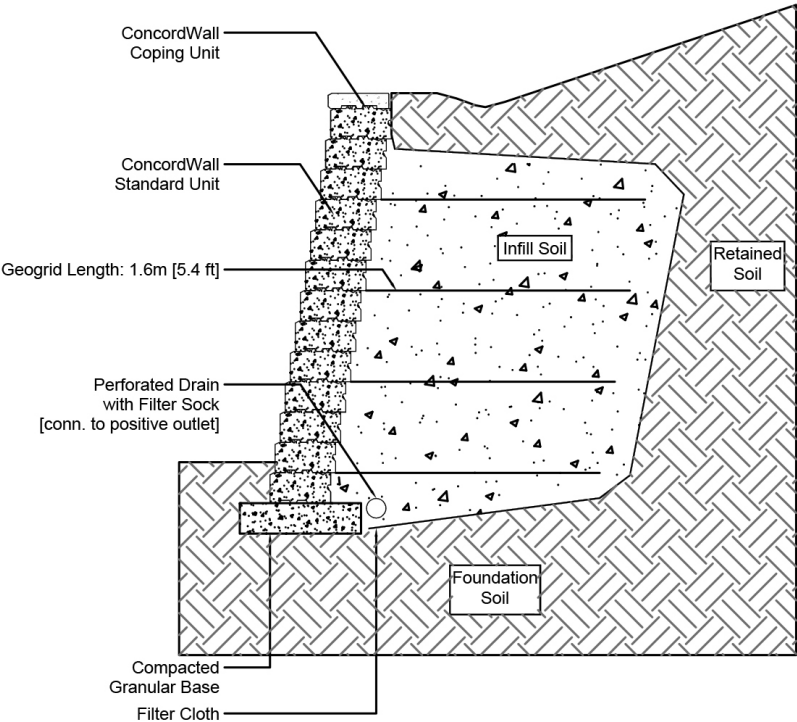 ConcordWall
Coping Unit
ConcordWall
Standard Unit
Infill Soil
Retained
Soil
Geogrid Length: 1.6m [5.4 ft]
Perforated Drain
with Filter Sock
[conn. to positive outlet]
Foundation
Soil
Compacted
Granular Base
Filter Cloth